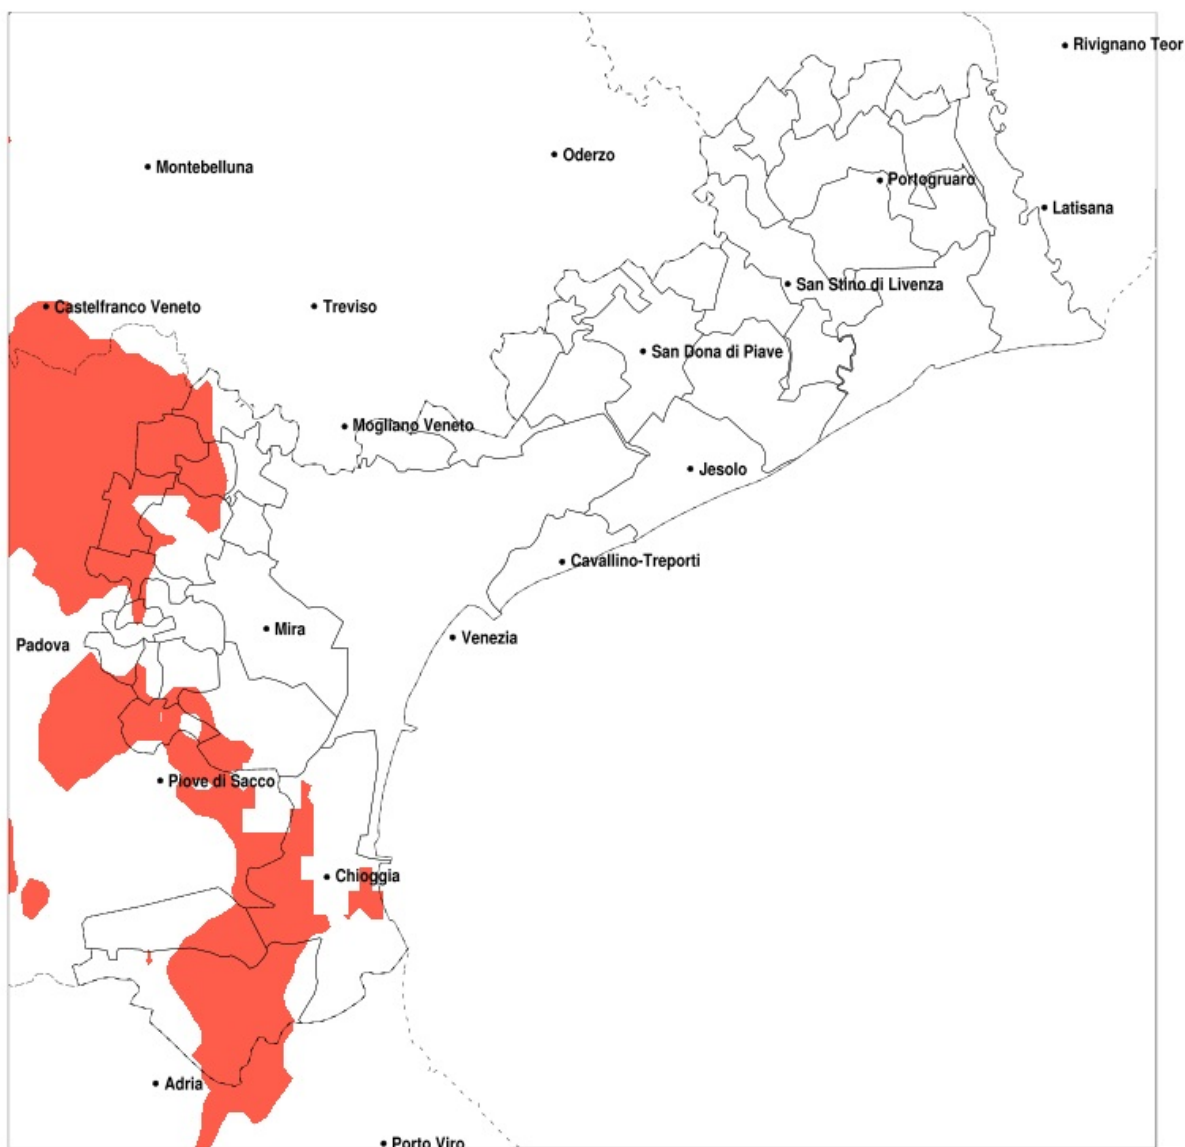 Rivignano Teor
Oderzo
Montebelluna
Portogruaro
Latisana
San Stino di Livenza
Castelfranco Veneto
Treviso
San Dona di Piave
Mogliano Veneto
Jesolo
Cavallino-Treporti
Mira
Venezia
Padova
Piove di Sacco
Chioggia
Adria
Porto Viro